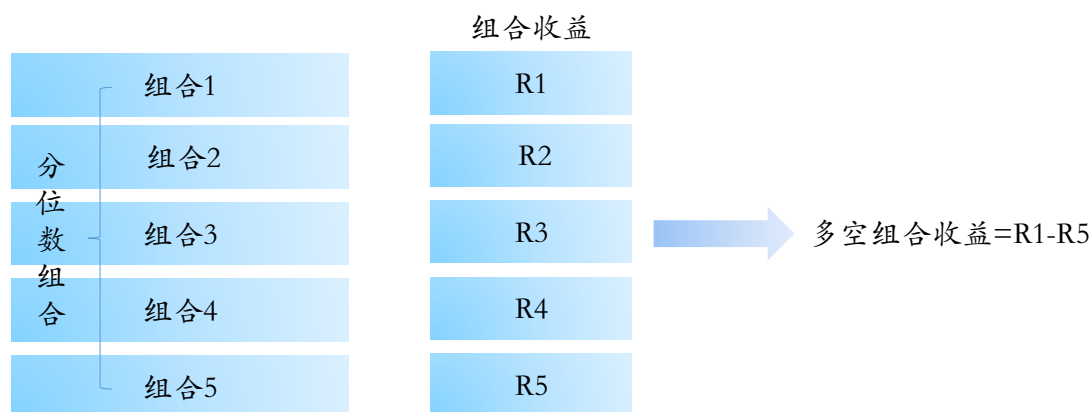 组合收益
分位数组合
组合1
R1
组合2
R2
组合3
R3
多空组合收益=R1-R5
组合4
R4
组合5
R5